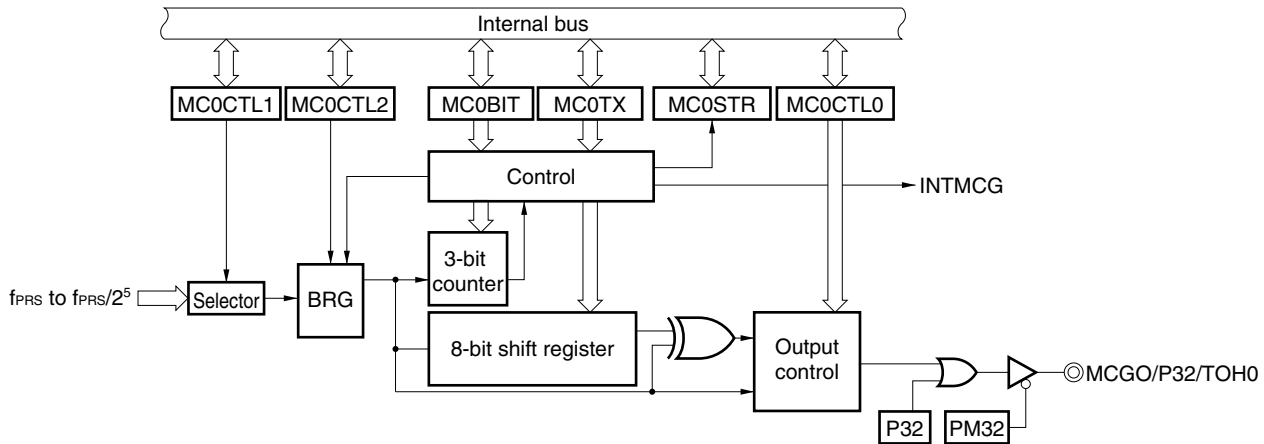 Internal bus
MC0CTL1
MC0CTL2
MC0BIT
MC0TX
MC0STR
MC0CTL0
Control
INTMCG
3-bit
counter
fPRS to fPRS/2⁵
Selector
BRG
8-bit shift register
Output
control
MCGO/P32/TOH0
P32
PM32